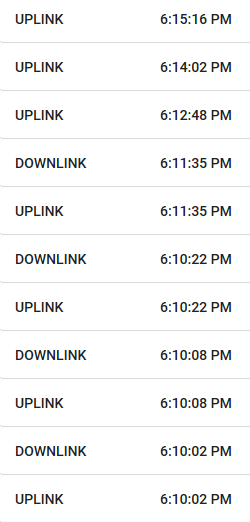 UPLINK 6:15:16 PM
UPLINK 6:14:02 PM
UPLINK 6:12:48 PM
DOWNLINK 6:11:35 PM
UPLINK 6:11:35 PM
DOWNLINK 6:10:22 PM
UPLINK 6:10:22 PM
DOWNLINK 6:10:08 PM
UPLINK 6:10:08 PM
DOWNLINK 6:10:02 PM
UPLINK 6:10:02 PM